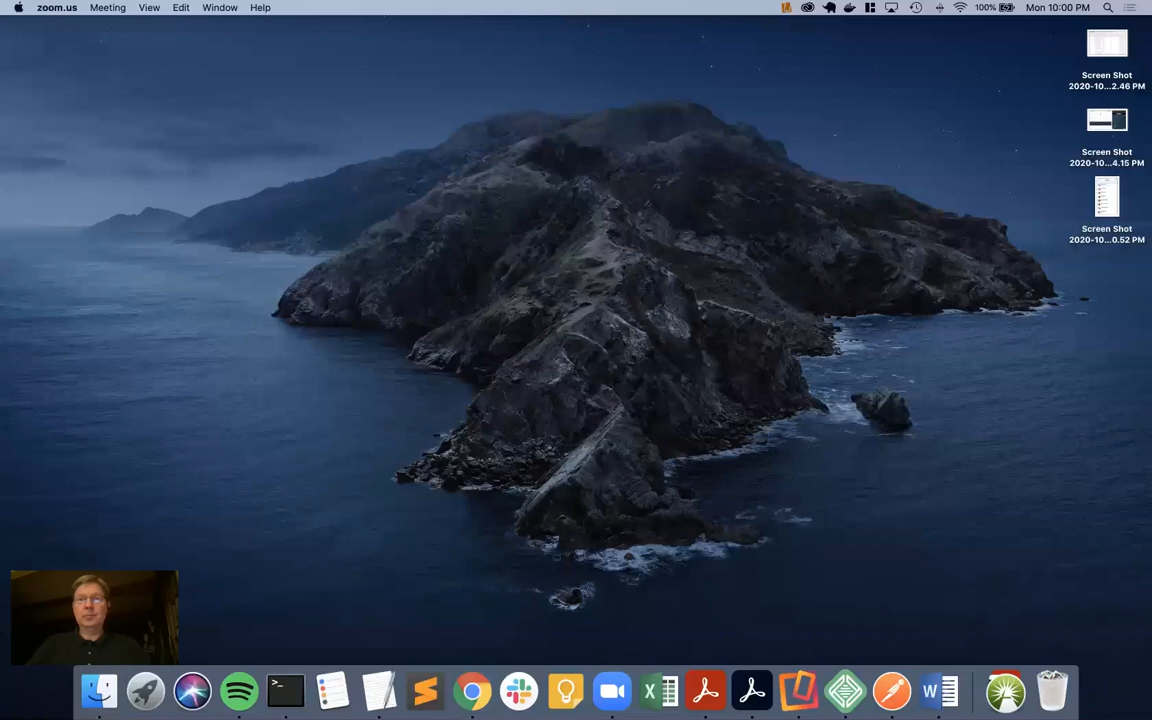 zoom.us Meeting View Edit Window Help 100% Mon 10:00 PM
Screen Shot
2020-10...2.46 PM
Screen Shot
2020-10...4.15 PM
Screen Shot
2020-10...0.52 PM
>_